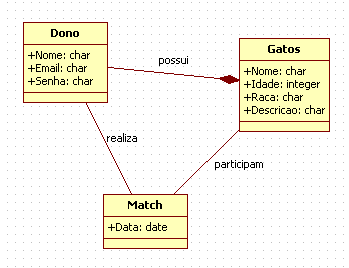 Dono
+Nome: char
+Email: char
+Senha: char
possui
Gatos
+Nome: char
+Idade: integer
+Raca: char
+Descricao: char
realiza
participam
Match
+Data: date